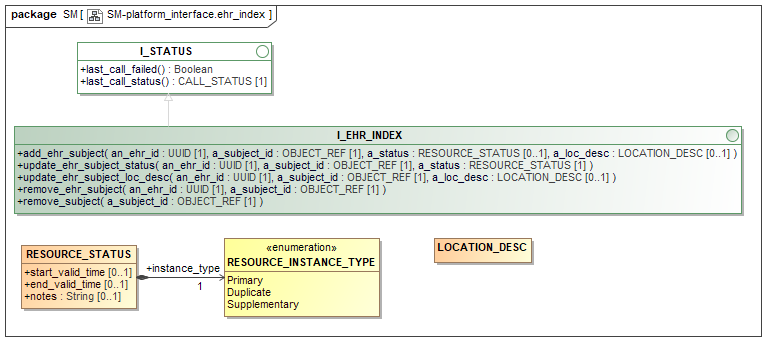 package SM [ SM-platform_interface.ehr_index ]
I_STATUS
+last_call_failed() : Boolean
+last_call_status() : CALL_STATUS [1]
I_EHR_INDEX
+add_ehr_subject( an_ehr_id : UUID [1], a_subject_id : OBJECT_REF [1], a_status : RESOURCE_STATUS [0..1], a_loc_desc : LOCATION_DESC [0..1] )
+update_ehr_subject_status( an_ehr_id : UUID [1], a_subject_id : OBJECT_REF [1], a_status : RESOURCE_STATUS [1] )
+update_ehr_subject_loc_desc( an_ehr_id : UUID [1], a_subject_id : OBJECT_REF [1], a_loc_desc : LOCATION_DESC [0..1] )
+remove_ehr_subject( an_ehr_id : UUID [1], a_subject_id : OBJECT_REF [1] )
+remove_subject( a_subject_id : OBJECT_REF [1] )
RESOURCE_STATUS
+start_valid_time [0..1]
+end_valid_time [0..1]
+notes : String [0..1]
+instance_type
1
«enumeration»
RESOURCE_INSTANCE_TYPE
Primary
Duplicate
Supplementary
LOCATION_DESC